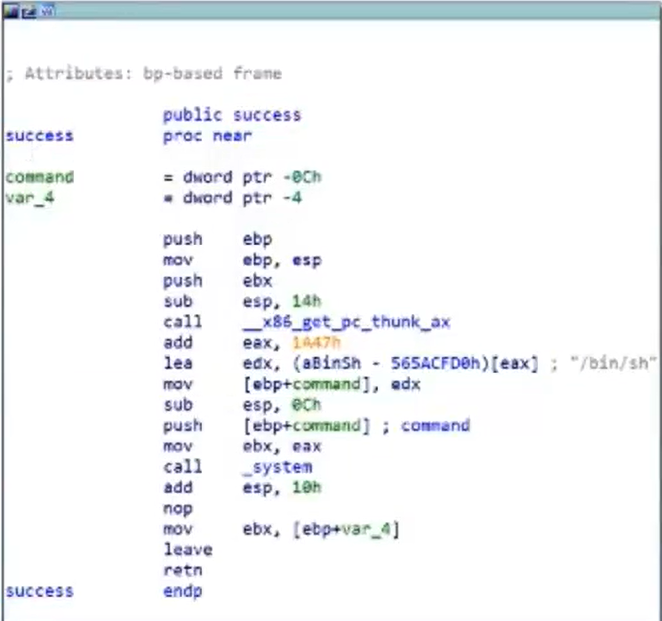 ; Attributes: bp-based frame
public success
success proc near
command = dword ptr -0Ch
var_4 = dword ptr -4
push ebp
mov ebp, esp
push ebx
sub esp, 14h
call __x86_get_pc_thunk_ax
add eax, 1A47h
lea edx, (aBinSh - 565ACFD0h)[eax] ; "/bin/sh"
mov [ebp+command], edx
sub esp, 0Ch
push [ebp+command] ; command
mov ebx, eax
call _system
add esp, 10h
nop
mov ebx, [ebp+var_4]
leave
retn
success endp